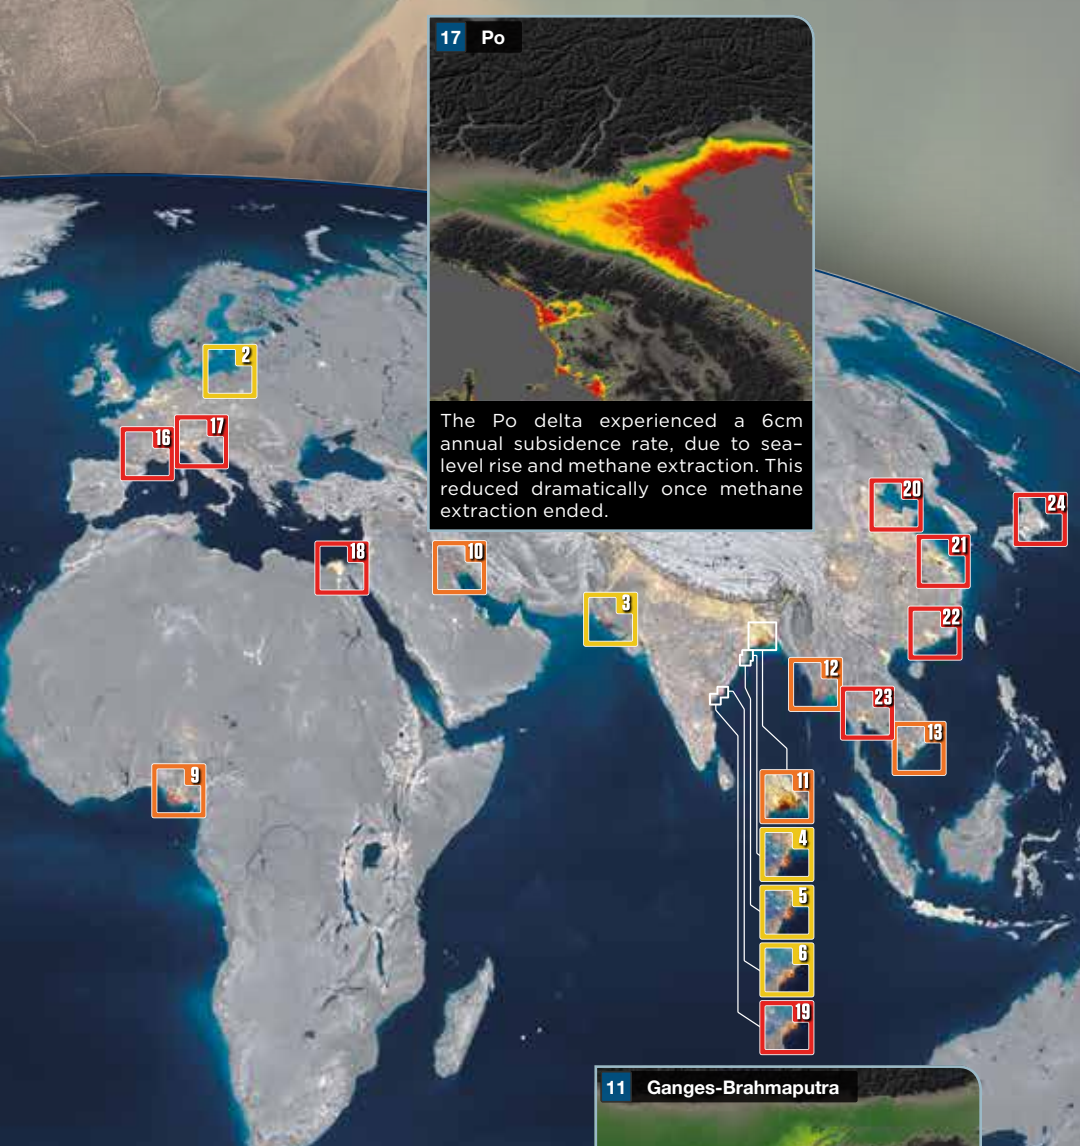 17 Po
The Po delta experienced a 6cm
annual subsidence rate, due to sea-
level rise and methane extraction. This
reduced dramatically once methane
extraction ended.
2
16
17
18
10
3
20
24
21
22
12
23
13
9
11
4
5
6
19
11 Ganges-Brahmaputra